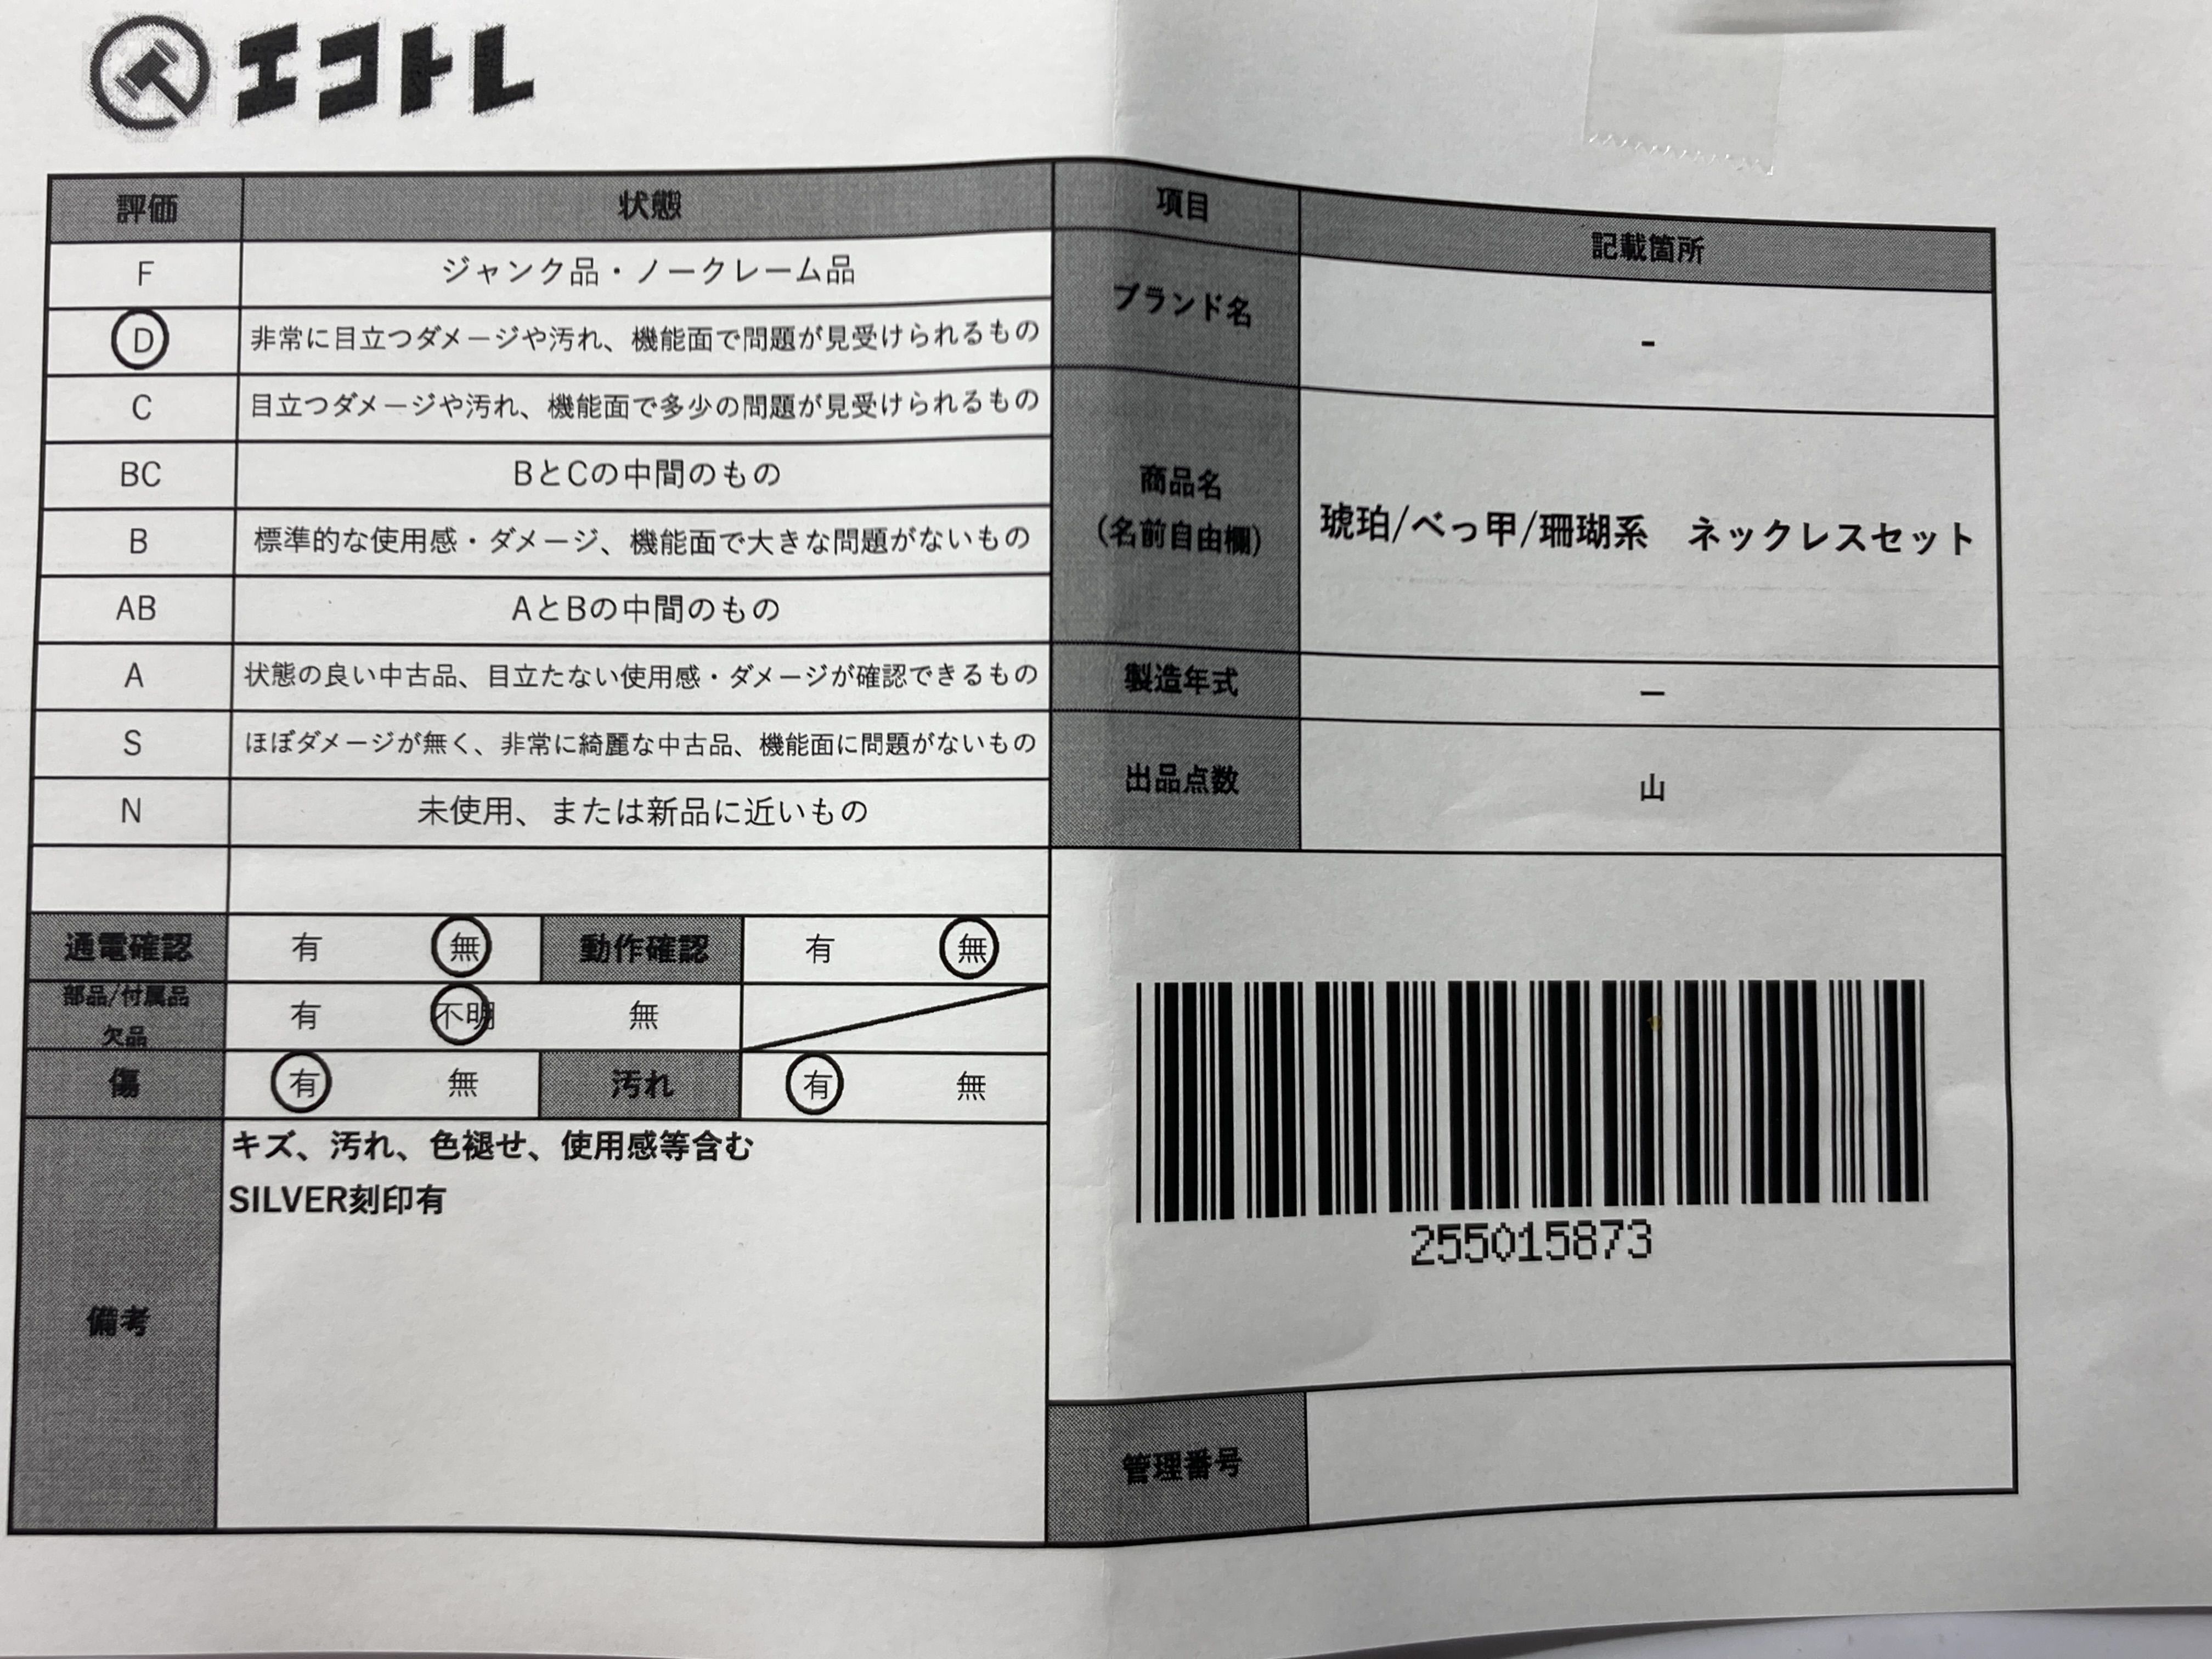 エコトレ
評価 状態
F ジャンク品・ノークレーム品
D 非常に目立つダメージや汚れ、機能面で問題が見受けられるもの
C 目立つダメージや汚れ、機能面で多少の問題が見受けられるもの
BC BとCの中間のもの
B 標準的な使用感・ダメージ、機能面で大きな問題がないもの
AB AとBの中間のもの
A 状態の良い中古品、目立たない使用感・ダメージが確認できるもの
S ほぼダメージが無く、非常に綺麗な中古品、機能面に問題がないもの
N 未使用、または新品に近いもの
通電確認 有 無 動作確認 有 無
部品/付属品
欠品 有 不明 無
傷 有 無 汚れ 有 無
備考
キズ、汚れ、色褪せ、使用感等含む
SILVER刻印有
項目 記載箇所
ブランド名 -
商品名
(名前自由欄)
琥珀/べっ甲/珊瑚系 ネックレスセット
製造年式 ー
出品点数 山
255015873
管理番号